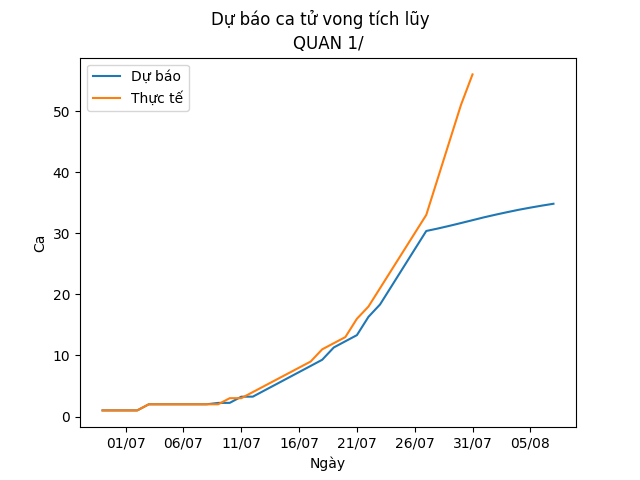 Dự báo ca tử vong tích lũy
QUAN 1/
Dự báo
Thực tế
50
40
30
20
10
0
Ca
01/07 06/07 11/07 16/07 21/07 26/07 31/07 05/08
Ngày